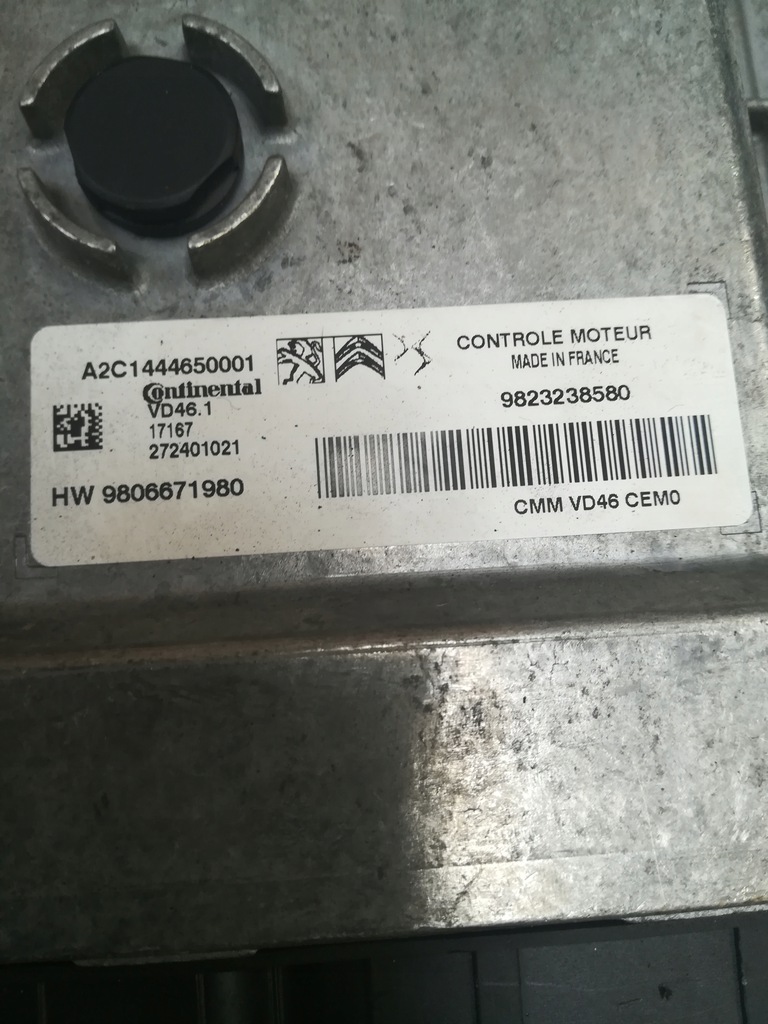 A2C1444650001
Continental
VD46.1
17167
272401021
HW 9806671980
CONTROLE MOTEUR
MADE IN FRANCE
9823238580
CMM VD46 CEM0